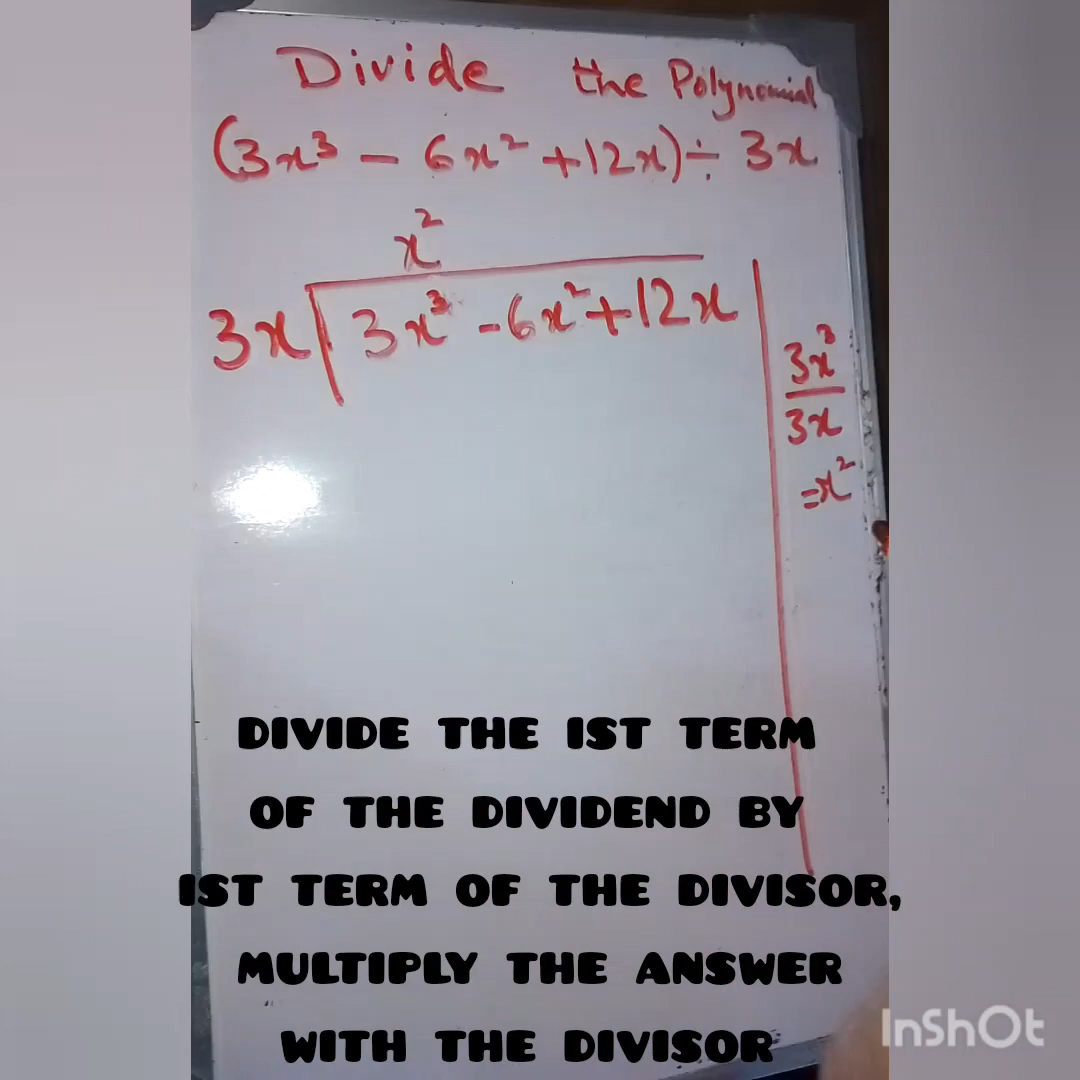 Divide the Polynomial
(3x³ - 6x² + 12x) ÷ 3x
x²
3x 3x³ - 6x² + 12x
3x³
3x
= x²
DIVIDE THE IST TERM
OF THE DIVIDEND BY
IST TERM OF THE DIVISOR,
MULTIPLY THE ANSWER
WITH THE DIVISOR
InShOt